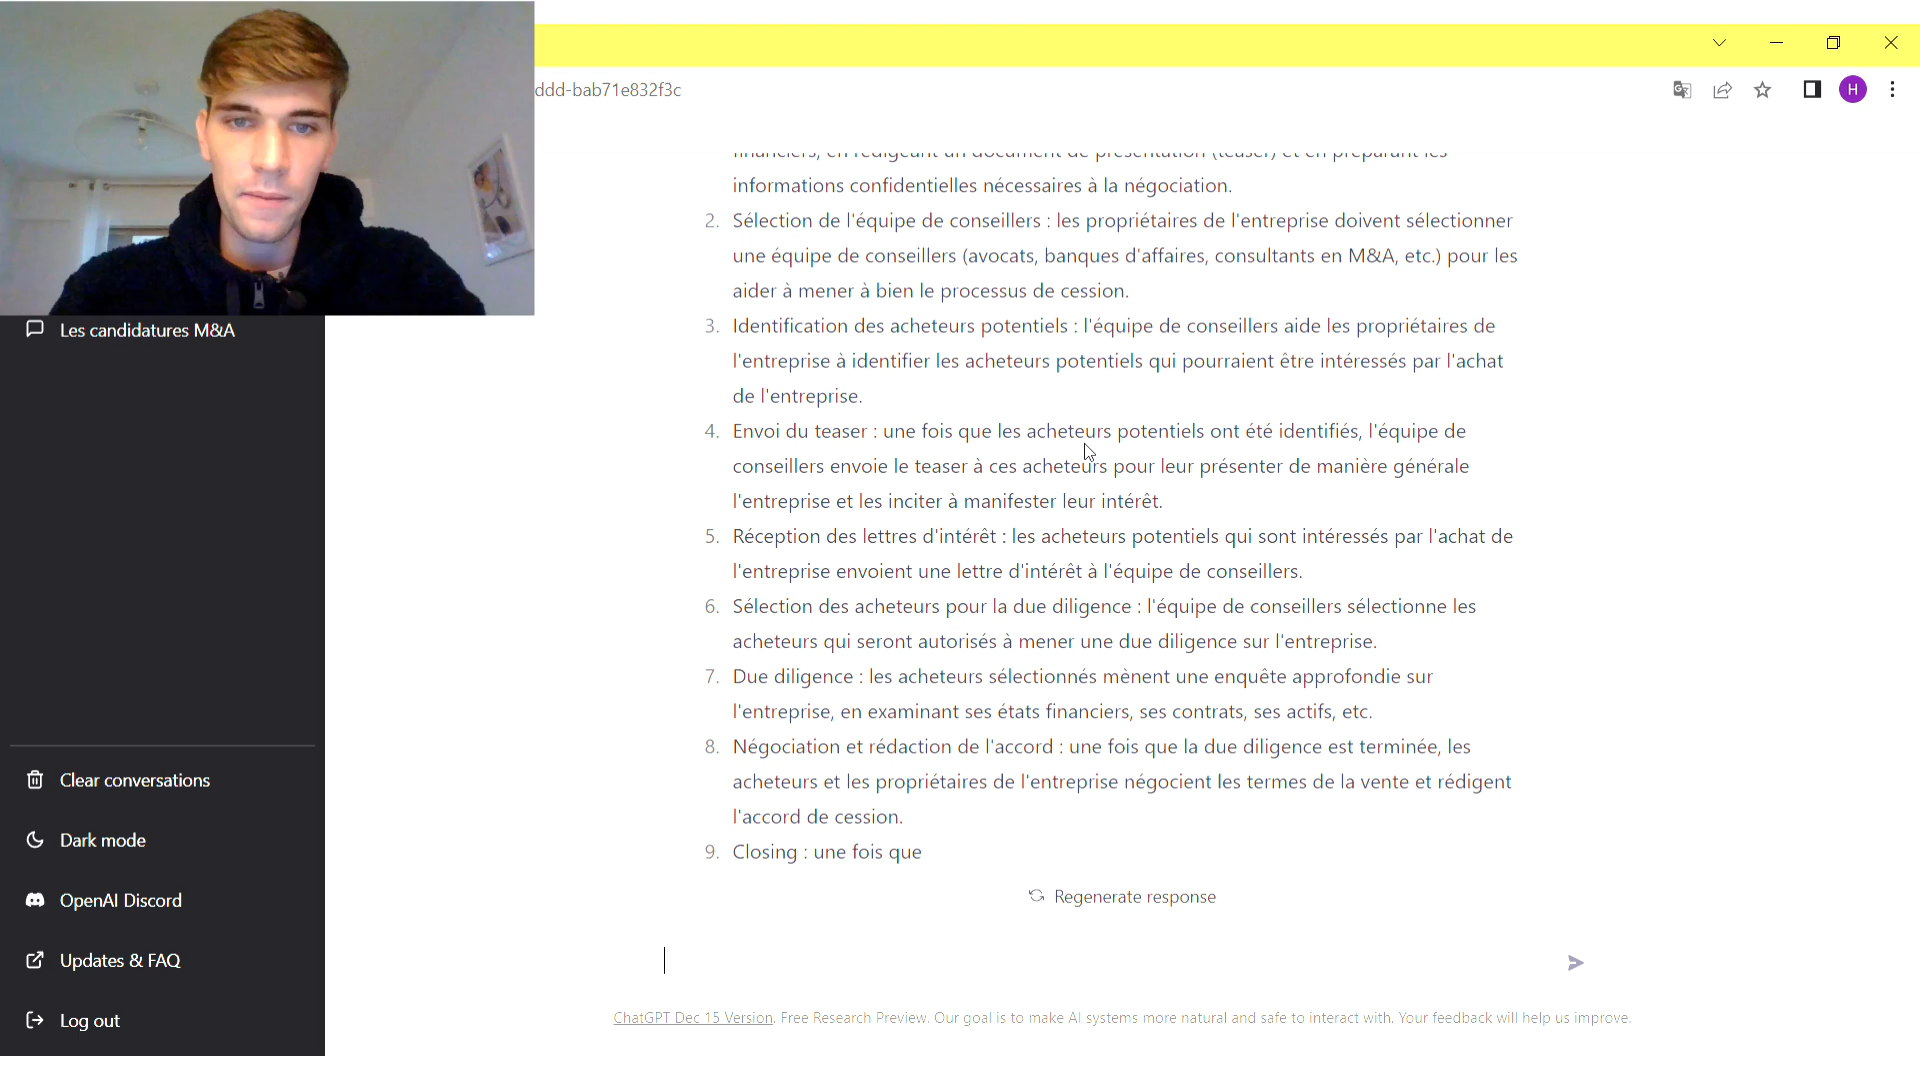 ddd-bab71e832f3c
H
financiers, en rédigeant un document de présentation (teaser) et en préparant les
informations confidentielles nécessaires à la négociation.
2. Sélection de l'équipe de conseillers : les propriétaires de l'entreprise doivent sélectionner
une équipe de conseillers (avocats, banques d'affaires, consultants en M&A, etc.) pour les
aider à mener à bien le processus de cession.
3. Identification des acheteurs potentiels : l'équipe de conseillers aide les propriétaires de
l'entreprise à identifier les acheteurs potentiels qui pourraient être intéressés par l'achat
de l'entreprise.
4. Envoi du teaser : une fois que les acheteurs potentiels ont été identifiés, l'équipe de
conseillers envoie le teaser à ces acheteurs pour leur présenter de manière générale
l'entreprise et les inciter à manifester leur intérêt.
5. Réception des lettres d'intérêt : les acheteurs potentiels qui sont intéressés par l'achat de
l'entreprise envoient une lettre d'intérêt à l'équipe de conseillers.
6. Sélection des acheteurs pour la due diligence : l'équipe de conseillers sélectionne les
acheteurs qui seront autorisés à mener une due diligence sur l'entreprise.
7. Due diligence : les acheteurs sélectionnés mènent une enquête approfondie sur
l'entreprise, en examinant ses états financiers, ses contrats, ses actifs, etc.
8. Négociation et rédaction de l'accord : une fois que la due diligence est terminée, les
acheteurs et les propriétaires de l'entreprise négocient les termes de la vente et rédigent
l'accord de cession.
9. Closing : une fois que
Regenerate response
ChatGPT Dec 15 Version. Free Research Preview. Our goal is to make AI systems more natural and safe to interact with. Your feedback will help us improve.
Les candidatures M&A
Clear conversations
Dark mode
OpenAI Discord
Updates & FAQ
Log out